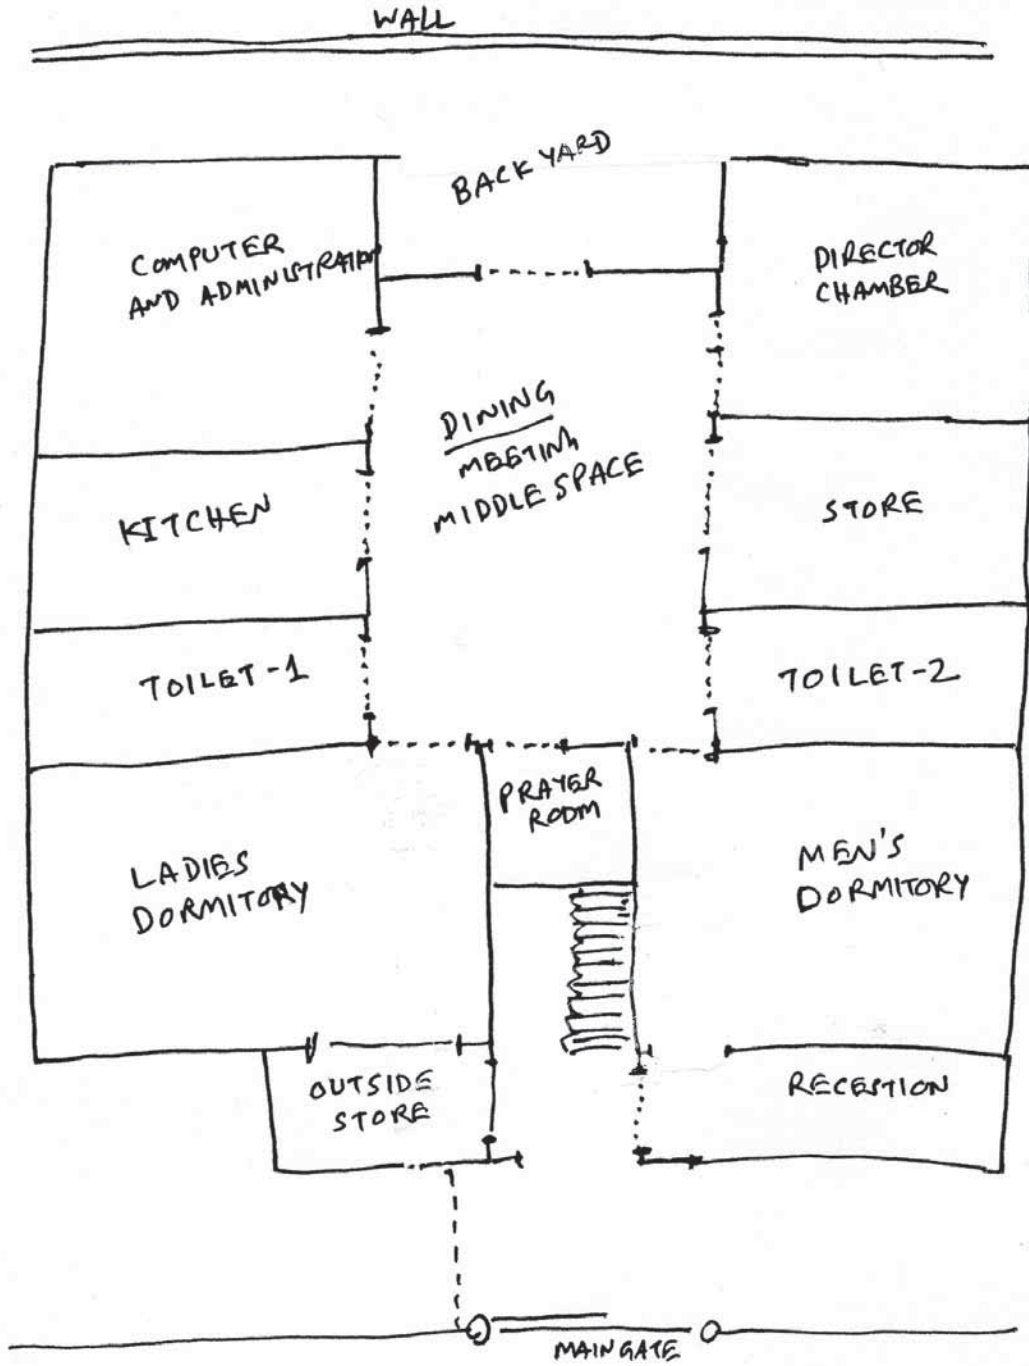 WALL
BACK YARD
COMPUTER
AND ADMINISTRATION
DIRECTOR
CHAMBER
DINING
MEETING
MIDDLE SPACE
KITCHEN
STORE
TOILET-1
TOILET-2
PRAYER
ROOM
LADIES
DORMITORY
MEN'S
DORMITORY
OUTSIDE
STORE
RECEPTION
MAIN GATE